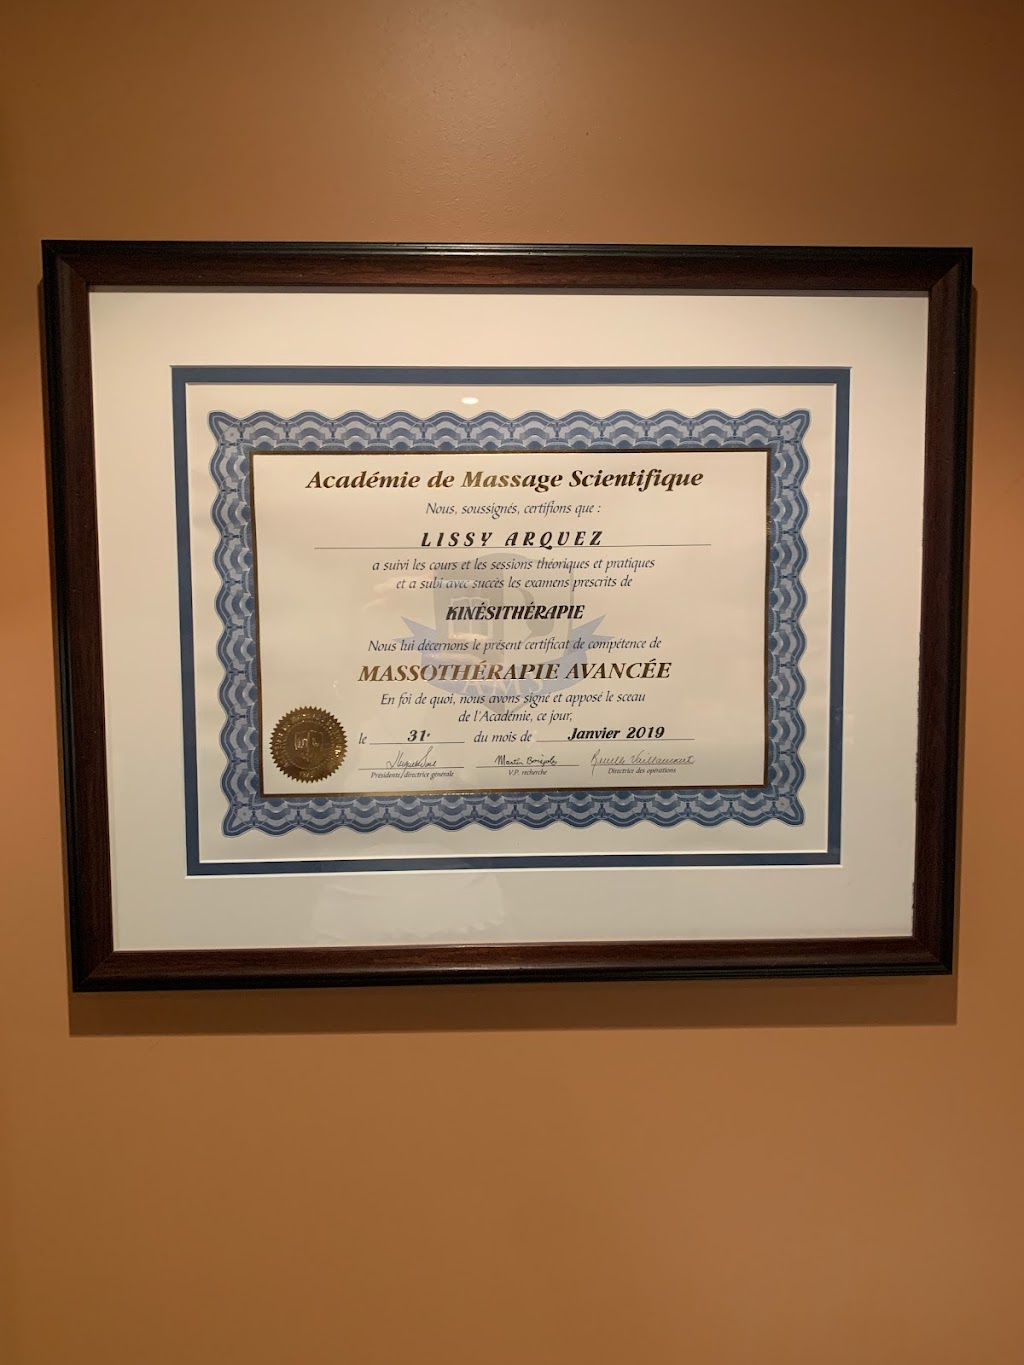 Académie de Massage Scientifique
Nous, soussignés, certifions que :
LISSY ARQUEZ
a suivi les cours et les sessions théoriques et pratiques
et a subi avec succès les examens prescrits de
KINÉSITHÉRAPIE
Nous lui décernons le présent certificat de compétence de
MASSOTHÉRAPIE AVANCÉE
En foi de quoi, nous avons signé et apposé le sceau
de l'Académie, ce jour,
le 31e du mois de Janvier 2019
Présidente/directrice générale V.P. recherche Directrice des opérations
A.M.S.